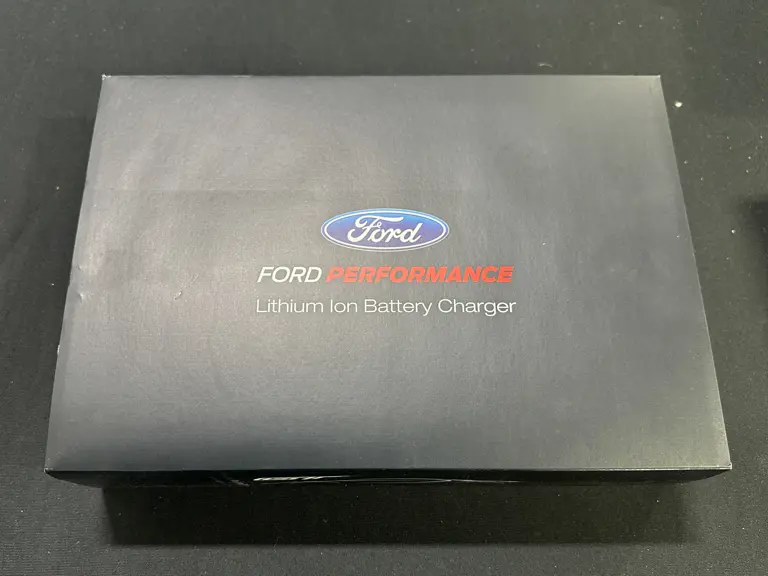 Ford
FORD PERFORMANCE
Lithium Ion Battery Charger